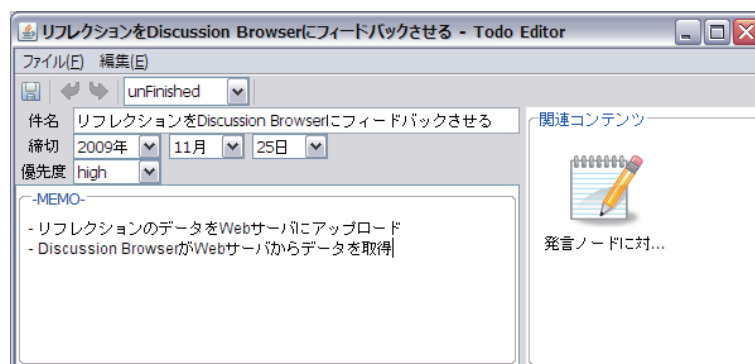 リフレクションをDiscussion Browserにフィードバックさせる - Todo Editor
ファイル(F) 編集(E)
unFinished
件名 リフレクションをDiscussion Browserにフィードバックさせる
締切 2009年 11月 25日
優先度 high
-MEMO-
- リフレクションのデータをWebサーバにアップロード
- Discussion BrowserがWebサーバからデータを取得
関連コンテンツ
発言ノードに対...